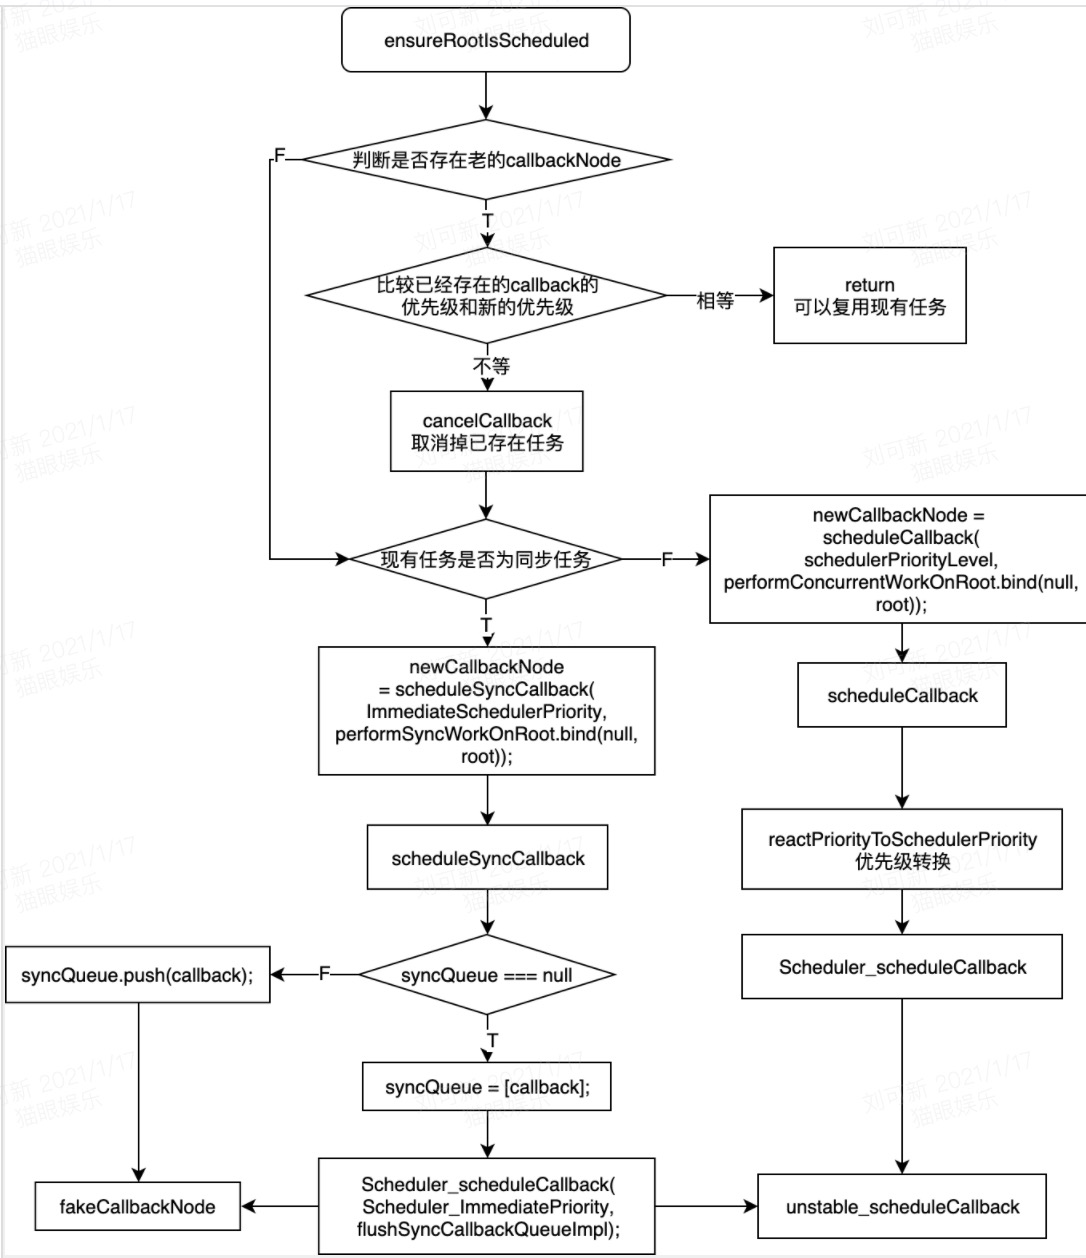 ensureRootIsScheduled
判断是否存在老的callbackNode
F
T
比较已经存在的callback的
优先级和新的优先级
相等
return
可以复用现有任务
不等
cancelCallback
取消掉已存在任务
现有任务是否为同步任务
F
newCallbackNode =
scheduleCallback(
schedulerPriorityLevel,
performConcurrentWorkOnRoot.bind(null,
root));
T
newCallbackNode
= scheduleSyncCallback(
ImmediateSchedulerPriority,
performSyncWorkOnRoot.bind(null,
root));
scheduleCallback
scheduleSyncCallback
reactPriorityToSchedulerPriority
优先级转换
syncQueue === null
F
syncQueue.push(callback);
Scheduler_scheduleCallback
T
syncQueue = [callback];
Scheduler_scheduleCallback(
Scheduler_ImmediatePriority,
flushSyncCallbackQueueImpl);
fakeCallbackNode
unstable_scheduleCallback
刘可新 2021/1/17
猫眼娱乐